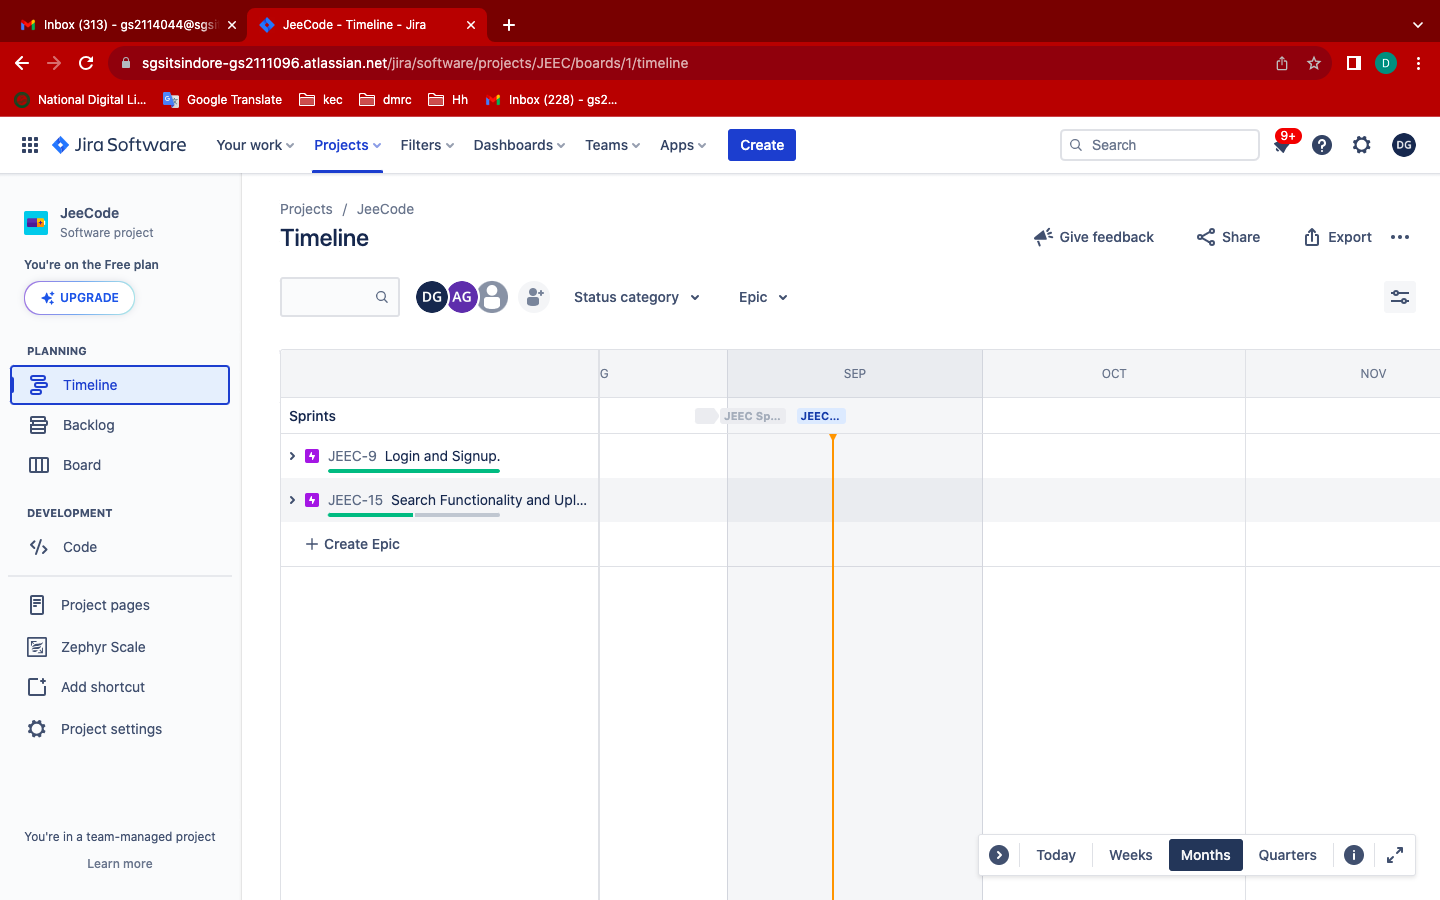 Inbox (313) - gs2114044@sgsi
JeeCode - Timeline - Jira
sgsitsindore-gs2111096.atlassian.net/jira/software/projects/JEEC/boards/1/timeline
D
National Digital Li...
Google Translate
kec
dmrc
Hh
Inbox (228) - gs2...
Jira Software
Your work
Projects
Filters
Dashboards
Teams
Apps
Create
Search
9+
DG
JeeCode
Software project
You're on the Free plan
UPGRADE
PLANNING
Timeline
Backlog
Board
DEVELOPMENT
Code
Project pages
Zephyr Scale
Add shortcut
Project settings
You're in a team-managed project
Learn more
Projects / JeeCode
Timeline
Give feedback
Share
Export
DG
AG
Status category
Epic
G
SEP
OCT
NOV
Sprints
JEEC Sp...
JEEC...
JEEC-9 Login and Signup.
JEEC-15 Search Functionality and Upl...
+ Create Epic
Today
Weeks
Months
Quarters